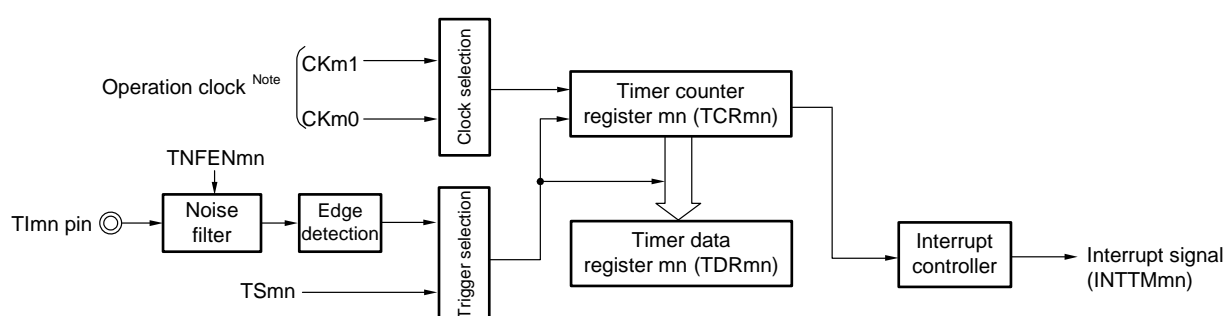 Operation clock Note
CKm1
CKm0
Clock selection
Timer counter
register mn (TCRmn)
TNFENmn
TImn pin
Noise
filter
Edge
detection
TSmn
Trigger selection
Timer data
register mn (TDRmn)
Interrupt
controller
Interrupt signal
(INTTMmn)